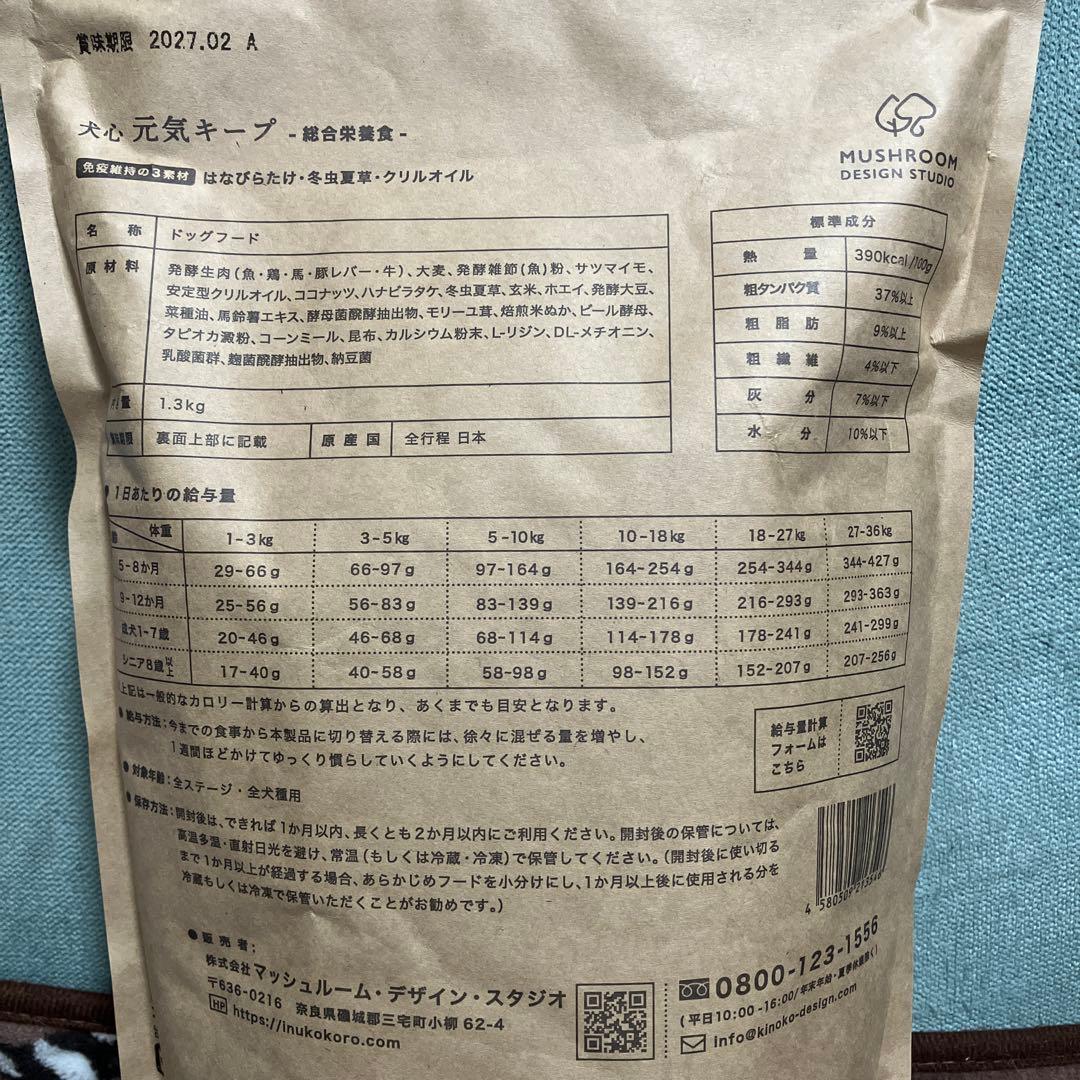 賞味期限 2027.02 A
犬心 元気キープ -総合栄養食-
免疫維持の3素材 はなびらたけ・冬虫夏草・クリルオイル
MUSHROOM
DESIGN STUDIO
名称 ドッグフード
原材料 発酵生肉(魚・鶏・馬・豚レバー・牛)、大麦、発酵雑節(魚)粉、サツマイモ、
安定型クリルオイル、ココナッツ、ハナビラタケ、冬虫夏草、玄米、ホエイ、発酵大豆、
菜種油、馬鈴薯エキス、酵母菌醗酵抽出物、モリーユ茸、焙煎米ぬか、ビール酵母、
タピオカ澱粉、コーンミール、昆布、カルシウム粉末、L-リジン、DL-メチオニン、
乳酸菌群、麹菌醗酵抽出物、納豆菌
量 1.3kg
期限 裏面上部に記載 原産国 全行程 日本
標準成分
熱量 390kcal/100g
粗タンパク質 37%以上
粗脂肪 9%以上
粗繊維 4%以下
灰分 7%以下
水分 10%以下
1日あたりの給与量
体重 1-3kg 3-5kg 5-10kg 10-18kg 18-27kg 27-36kg
5-8か月 29-66g 66-97g 97-164g 164-254g 254-344g 344-427g
9-12か月 25-56g 56-83g 83-139g 139-216g 216-293g 293-363g
成犬1-7歳 20-46g 46-68g 68-114g 114-178g 178-241g 241-299g
シニア8歳以上 17-40g 40-58g 58-98g 98-152g 152-207g 207-256g
上記は一般的なカロリー計算からの算出となり、あくまでも目安となります。
●給与方法:今までの食事から本製品に切り替える際には、徐々に混ぜる量を増やし、
1週間ほどかけてゆっくり慣らしていくようにしてください。
給与量計算
フォームは
こちら
●対象年齢:全ステージ・全犬種用
●保存方法:開封後は、できれば1か月以内、長くとも2か月以内にご利用ください。開封後の保管については、
高温多湿・直射日光を避け、常温(もしくは冷蔵・冷凍)で保管してください。(開封後に使い切る
まで1か月以上が経過する場合、あらかじめフードを小分けにし、1か月以上後に使用される分を
冷蔵もしくは冷凍で保管いただくことがお勧めです。)
●販売者:
株式会社マッシュルーム・デザイン・スタジオ
〒636-0216 奈良県磯城郡三宅町小柳 62-4
HP https://inukokoro.com
0800-123-1556
(平日10:00-16:00/年末年始・夏季休業除く)
info@kinoko-design.com